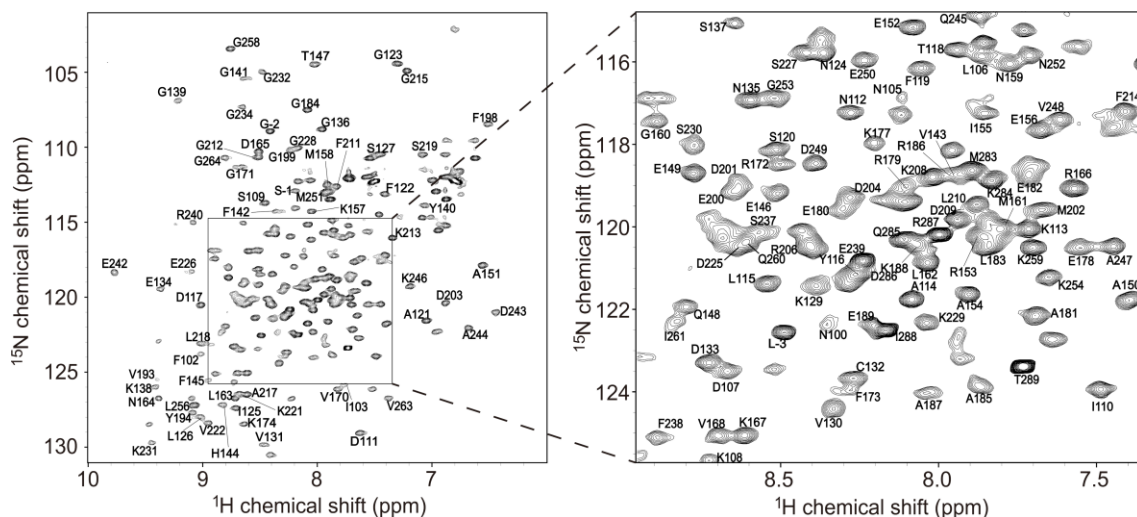 G258
T147
G123
G141
G232
G215
G139
G184
G234
G136
F198
G-2
G228
G212
D165
G199
M158
F211
S127
S219
G264
G171
S109
S-1
M251
F122
F142
K157
Y140
R240
K213
E242
E226
E134
D117
K246
A151
D203
A121
D243
A244
L218
F102
V193
F145
K138
L163
A217
V170
I103
V263
N164
L256
I125
K221
Y194
K174
L126
V222
V131
D111
K231
H144
105
110
115
120
125
130
10
9
8
7
15N chemical shift (ppm)
1H chemical shift (ppm)
S137
E152
Q245
S227
N124
T118
L106
N159
N252
E250
F119
N135
G253
N105
N112
I155
F214
G160
S230
K177
V143
V248
E156
S120
R186
E149
R172
D249
R179
M283
D201
K208
K284
E182
R166
E200
E146
D204
L210
M161
E180
D209
M202
S237
R287
K113
D225
Q260
R206
Y116
Q285
E239
K188
D286
L162
R153
L183
K259
E178
A247
L115
K129
A114
A154
K254
A150
Q148
I261
N100
E189
I288
K229
A181
L-3
D133
D107
C132
F173
T289
A187
A185
I110
V130
F238
V168
K167
K108
116
118
120
122
124
8.5
8.0
7.5
15N chemical shift (ppm)
1H chemical shift (ppm)